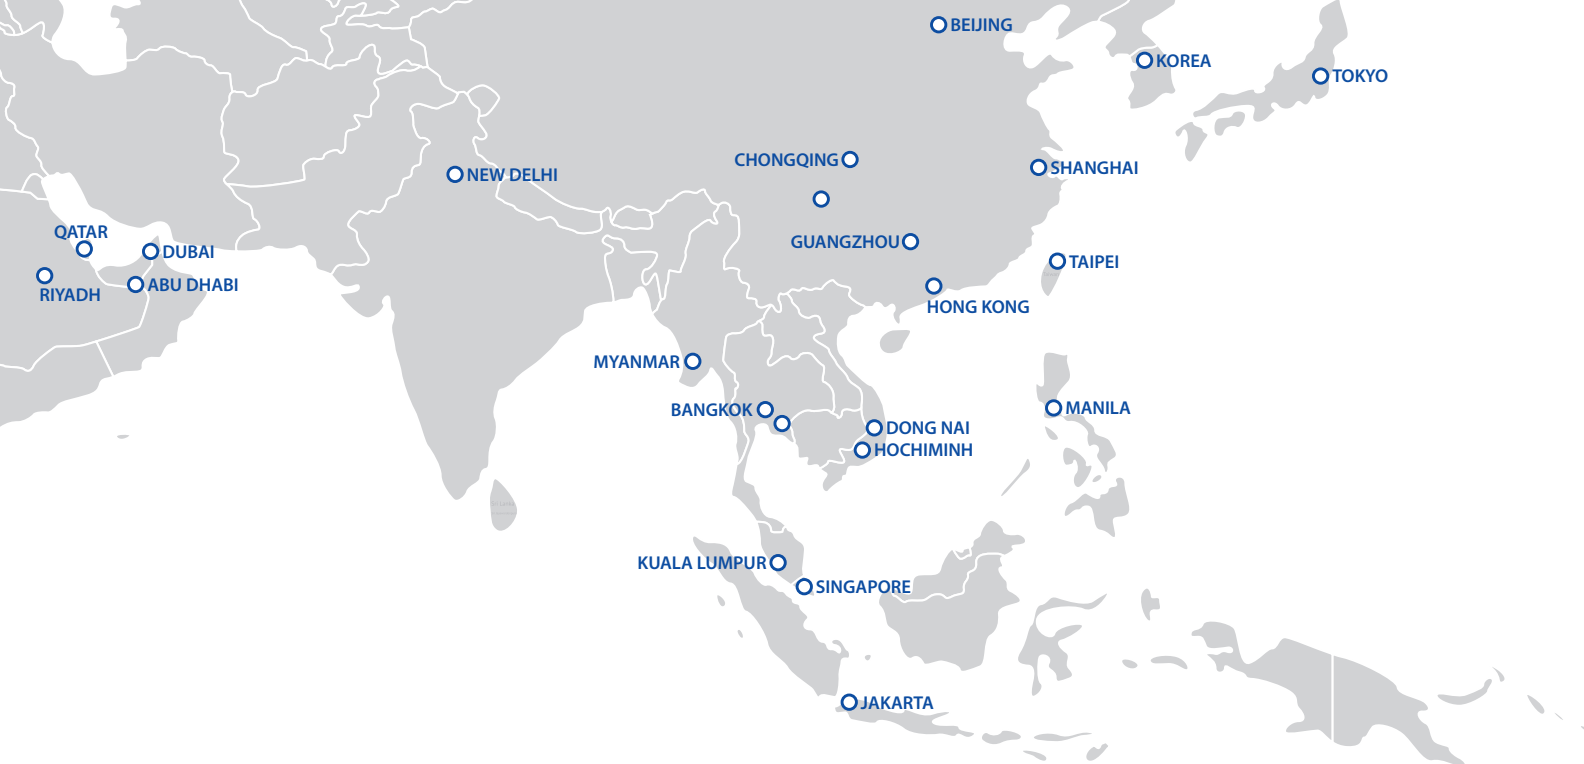 BEIJING
KOREA
TOKYO
CHONGQING
SHANGHAI
NEW DELHI
QATAR
DUBAI
GUANGZHOU
TAIPEI
ABU DHABI
RIYADH
HONG KONG
MYANMAR
BANGKOK
MANILA
DONG NAI
HOCHIMINH
KUALA LUMPUR
SINGAPORE
JAKARTA